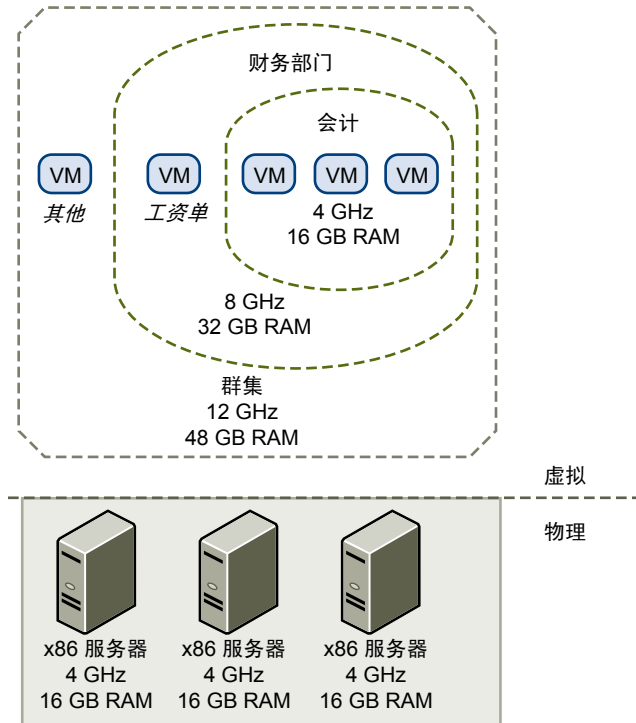 财务部门
会计
VM
VM
VM
VM
VM
其他
工资单
4 GHz
16 GB RAM
8 GHz
32 GB RAM
群集
12 GHz
48 GB RAM
虚拟
物理
x86 服务器
4 GHz
16 GB RAM
x86 服务器
4 GHz
16 GB RAM
x86 服务器
4 GHz
16 GB RAM